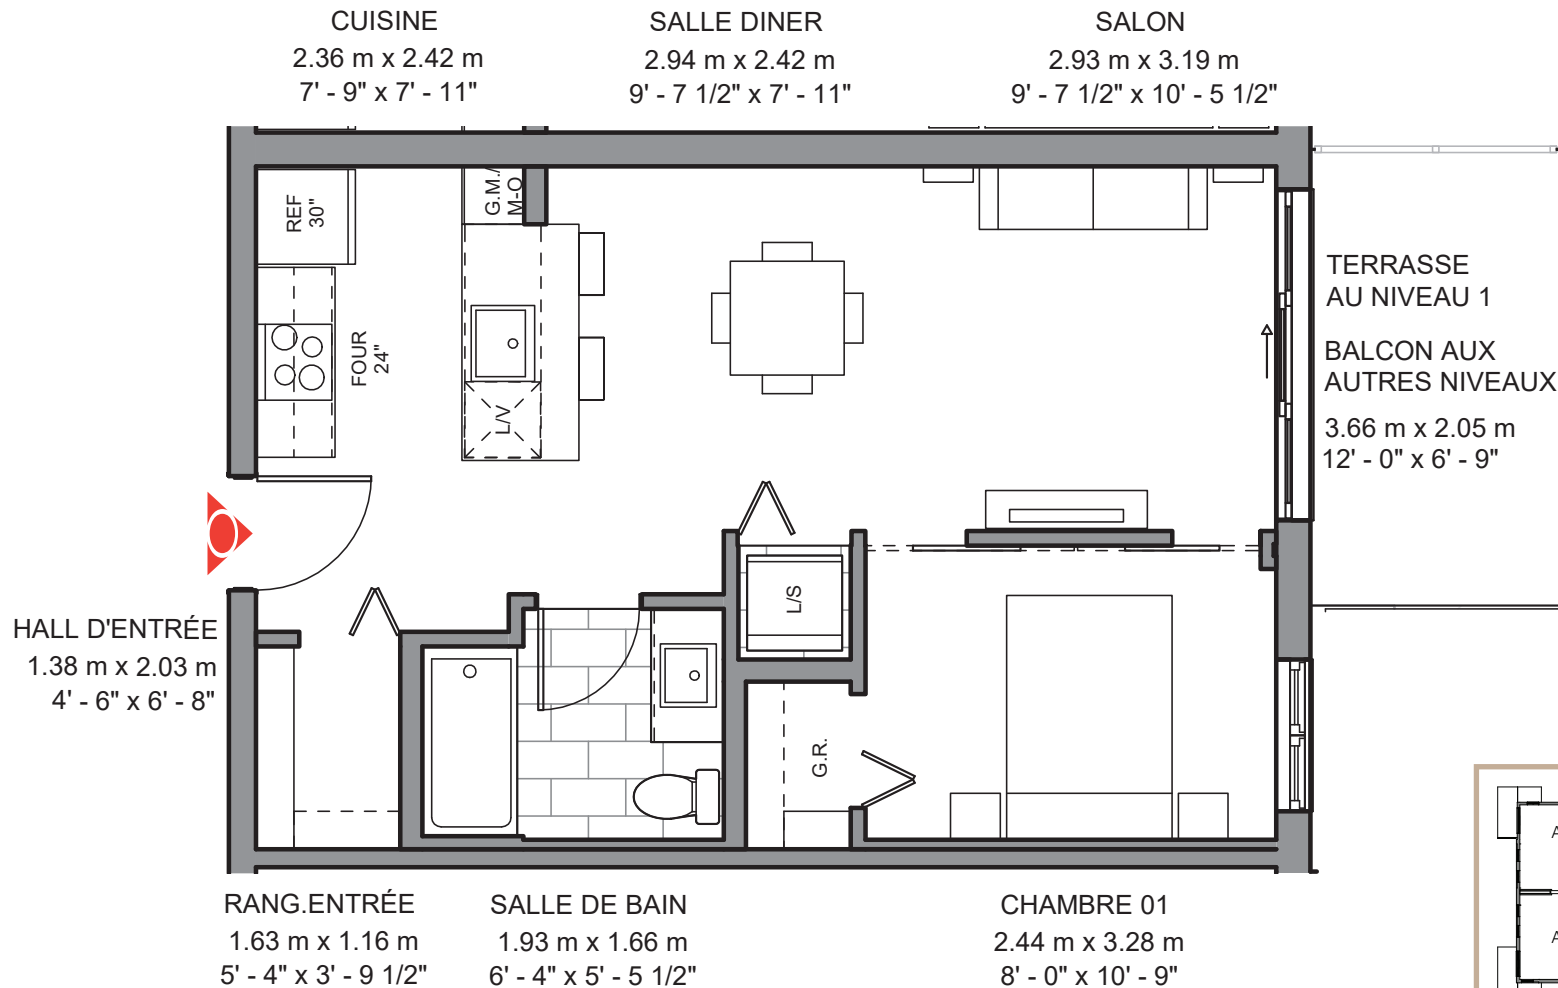 CUISINE
2.36 m x 2.42 m
7' - 9" x 7' - 11"
SALLE DINER
2.94 m x 2.42 m
9' - 7 1/2" x 7' - 11"
SALON
2.93 m x 3.19 m
9' - 7 1/2" x 10' - 5 1/2"
REF
30"
G.M./
M-O
FOUR
24"
L/V
TERRASSE
AU NIVEAU 1
BALCON AUX
AUTRES NIVEAUX
3.66 m x 2.05 m
12' - 0" x 6' - 9"
L/S
HALL D'ENTRÉE
1.38 m x 2.03 m
4' - 6" x 6' - 8"
G.R.
RANG.ENTRÉE
1.63 m x 1.16 m
5' - 4" x 3' - 9 1/2"
SALLE DE BAIN
1.93 m x 1.66 m
6' - 4" x 5' - 5 1/2"
CHAMBRE 01
2.44 m x 3.28 m
8' - 0" x 10' - 9"